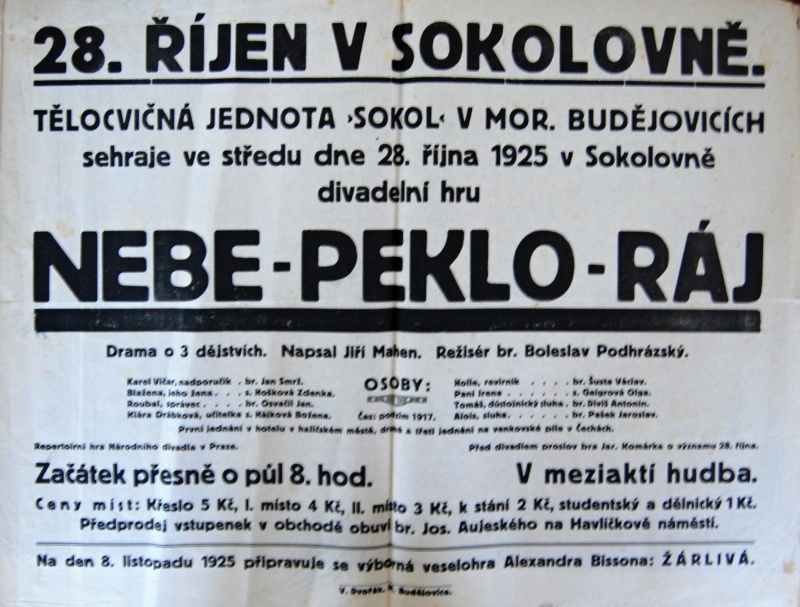 28. ŘÍJEN V SOKOLOVNĚ.
TĚLOCVIČNÁ JEDNOTA ›SOKOL‹ V MOR. BUDĚJOVICÍCH
sehraje ve středu dne 28. října 1925 v Sokolovně
divadelní hru
NEBE-PEKLO-RÁJ
Drama o 3 dějstvích. Napsal Jiří Mahen. Režisér br. Boleslav Podhrázský.
OSOBY:
Karel Vičar, nadporučík . br. Jan Smrž.
Blažena, jeho žena . . . s. Hošková Zdenka.
Roubal, správce . . . br. Osvačil Jan.
Klára Drábková, učitelka s. Hájková Božena.
Holle, revírník . . . . br. Šusta Václav.
Paní Irena . . . . . s. Geigrová Olga.
Tomáš, důstojnický sluha . br. Diviš Antonín.
Alois, sluha . . . . br. Pašek Jaroslav.
Čas: podzim 1917.
První jednání v hotelu v haličském městě, druhé a třetí jednání na venkovské pile v Čechách.
Repertoirní hra Národního divadla v Praze.
Před divadlem proslov bra Jar. Komárka o významu 28. října.
Začátek přesně o půl 8. hod.
V meziaktí hudba.
Ceny míst: Křeslo 5 Kč, I. místo 4 Kč, II. místo 3 Kč, k stání 2 Kč, studentský a dělnický 1 Kč.
Předprodej vstupenek v obchodě obuvi br. Jos. Aujeského na Havlíčkově náměstí.
Na den 8. listopadu 1925 připravuje se výborná veselohra Alexandra Bissona: ŽÁRLIVÁ.
V. Dvořák, M. Budějovice.